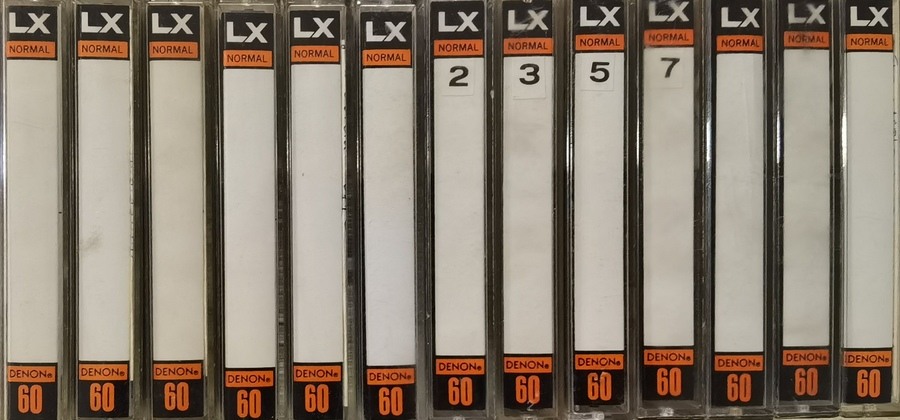 LX LX LX LX LX LX LX LX LX LX LX LX LX
NORMAL NORMAL NORMAL NORMAL NORMAL NORMAL NORMAL NORMAL NORMAL NORMAL NORMAL NORMAL NORMAL
2 3 5 7
DENON® DENON® DENON® DENON® DENON® DENON® DENON® DENON® DENON® DENON® DENON® DENON® DENON®
60 60 60 60 60 60 60 60 60 60 60 60 60